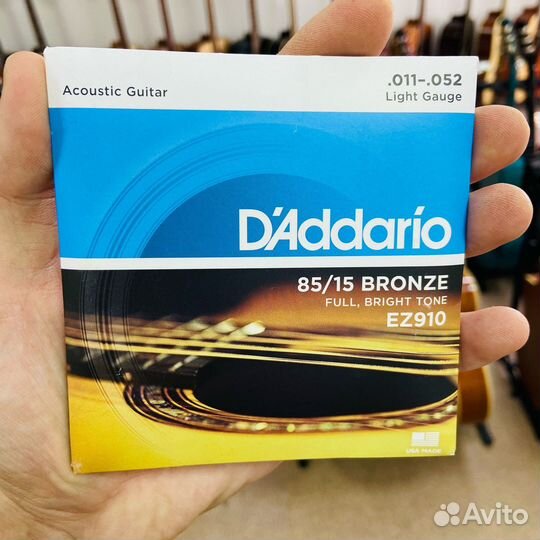 Acoustic Guitar
.011–.052
Light Gauge
D'Addario
85/15 BRONZE
FULL, BRIGHT TONE
EZ910
USA MADE
Avito